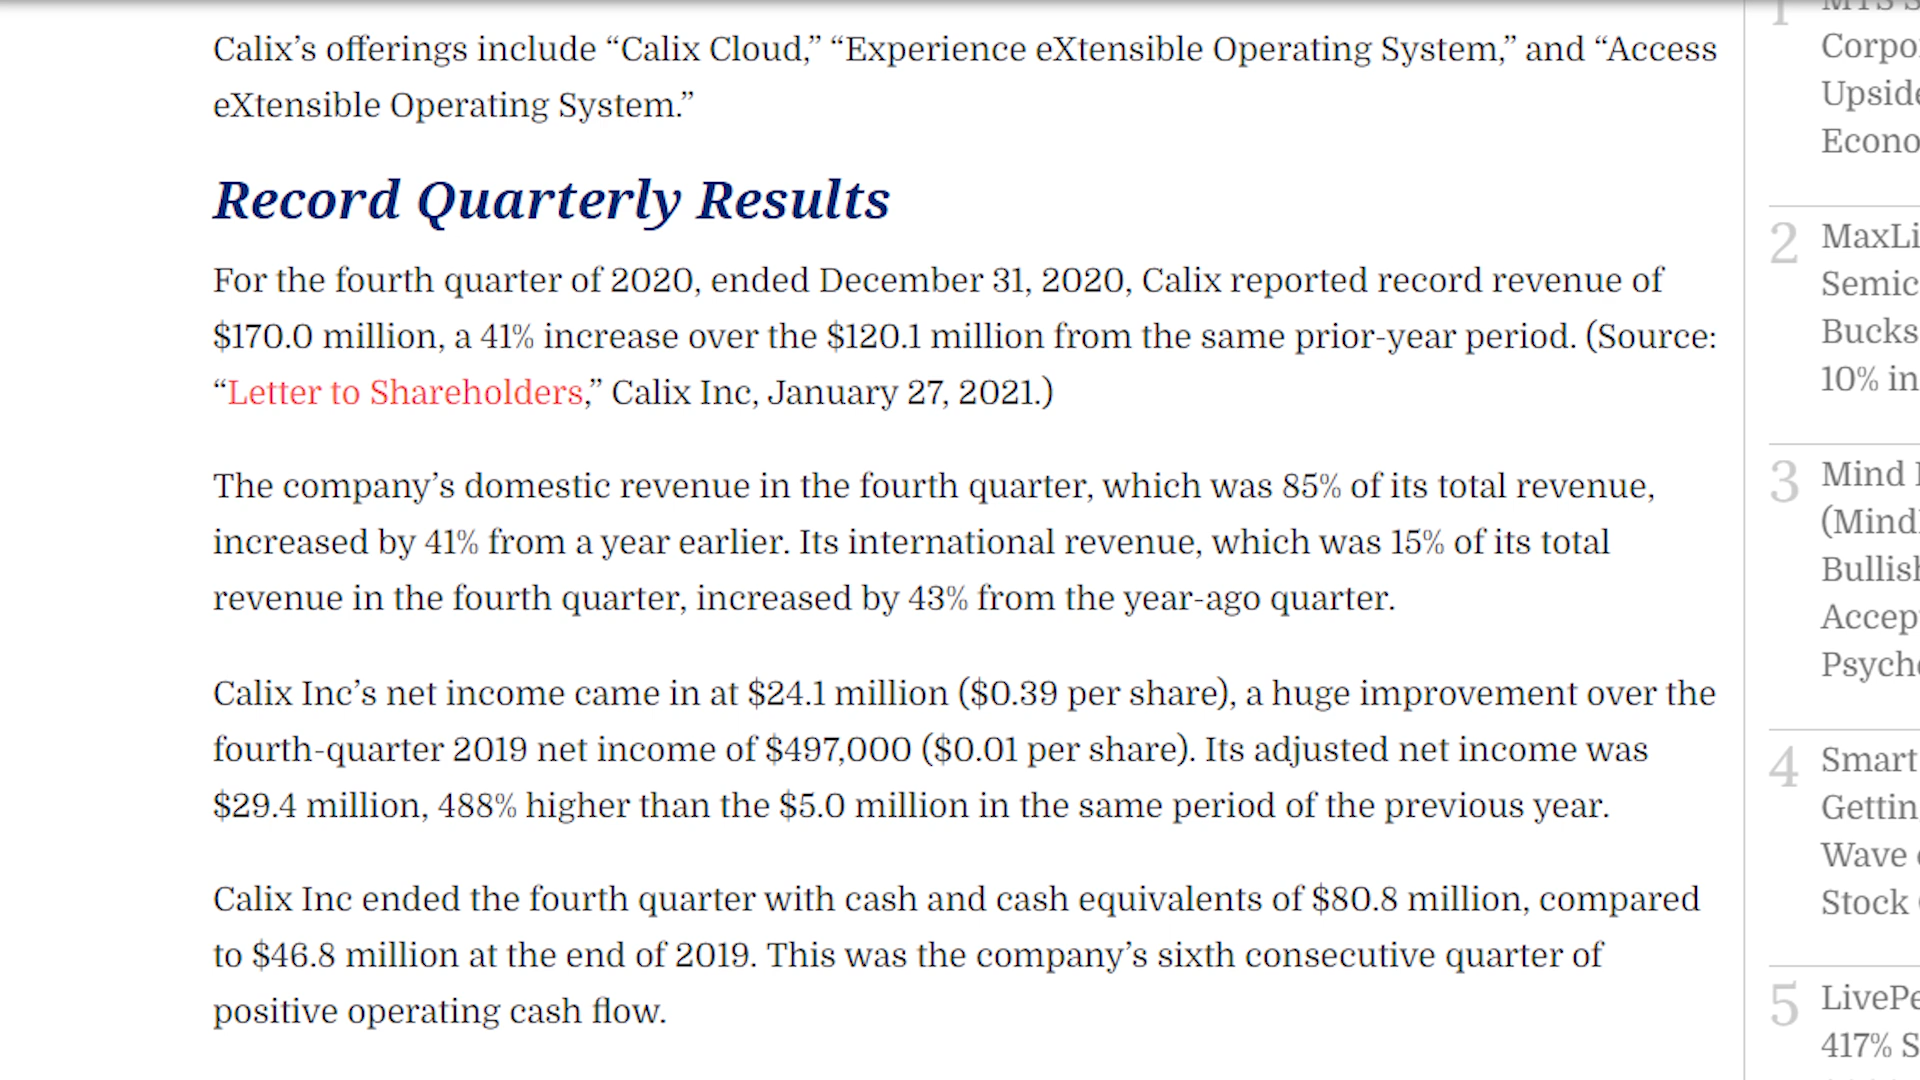 Calix’s offerings include “Calix Cloud,” “Experience eXtensible Operating System,” and “Access
eXtensible Operating System.”
Record Quarterly Results
For the fourth quarter of 2020, ended December 31, 2020, Calix reported record revenue of
$170.0 million, a 41% increase over the $120.1 million from the same prior-year period. (Source:
“Letter to Shareholders,” Calix Inc, January 27, 2021.)
The company’s domestic revenue in the fourth quarter, which was 85% of its total revenue,
increased by 41% from a year earlier. Its international revenue, which was 15% of its total
revenue in the fourth quarter, increased by 43% from the year-ago quarter.
Calix Inc’s net income came in at $24.1 million ($0.39 per share), a huge improvement over the
fourth-quarter 2019 net income of $497,000 ($0.01 per share). Its adjusted net income was
$29.4 million, 488% higher than the $5.0 million in the same period of the previous year.
Calix Inc ended the fourth quarter with cash and cash equivalents of $80.8 million, compared
to $46.8 million at the end of 2019. This was the company’s sixth consecutive quarter of
positive operating cash flow.
1
Corpo
Upside
Econo
2
MaxLi
Semic
Bucks
10% in
3
Mind
(Mind
Bullish
Accep
Psych
4
Smart
Gettin
Wave
Stock
5
LivePe
417% S